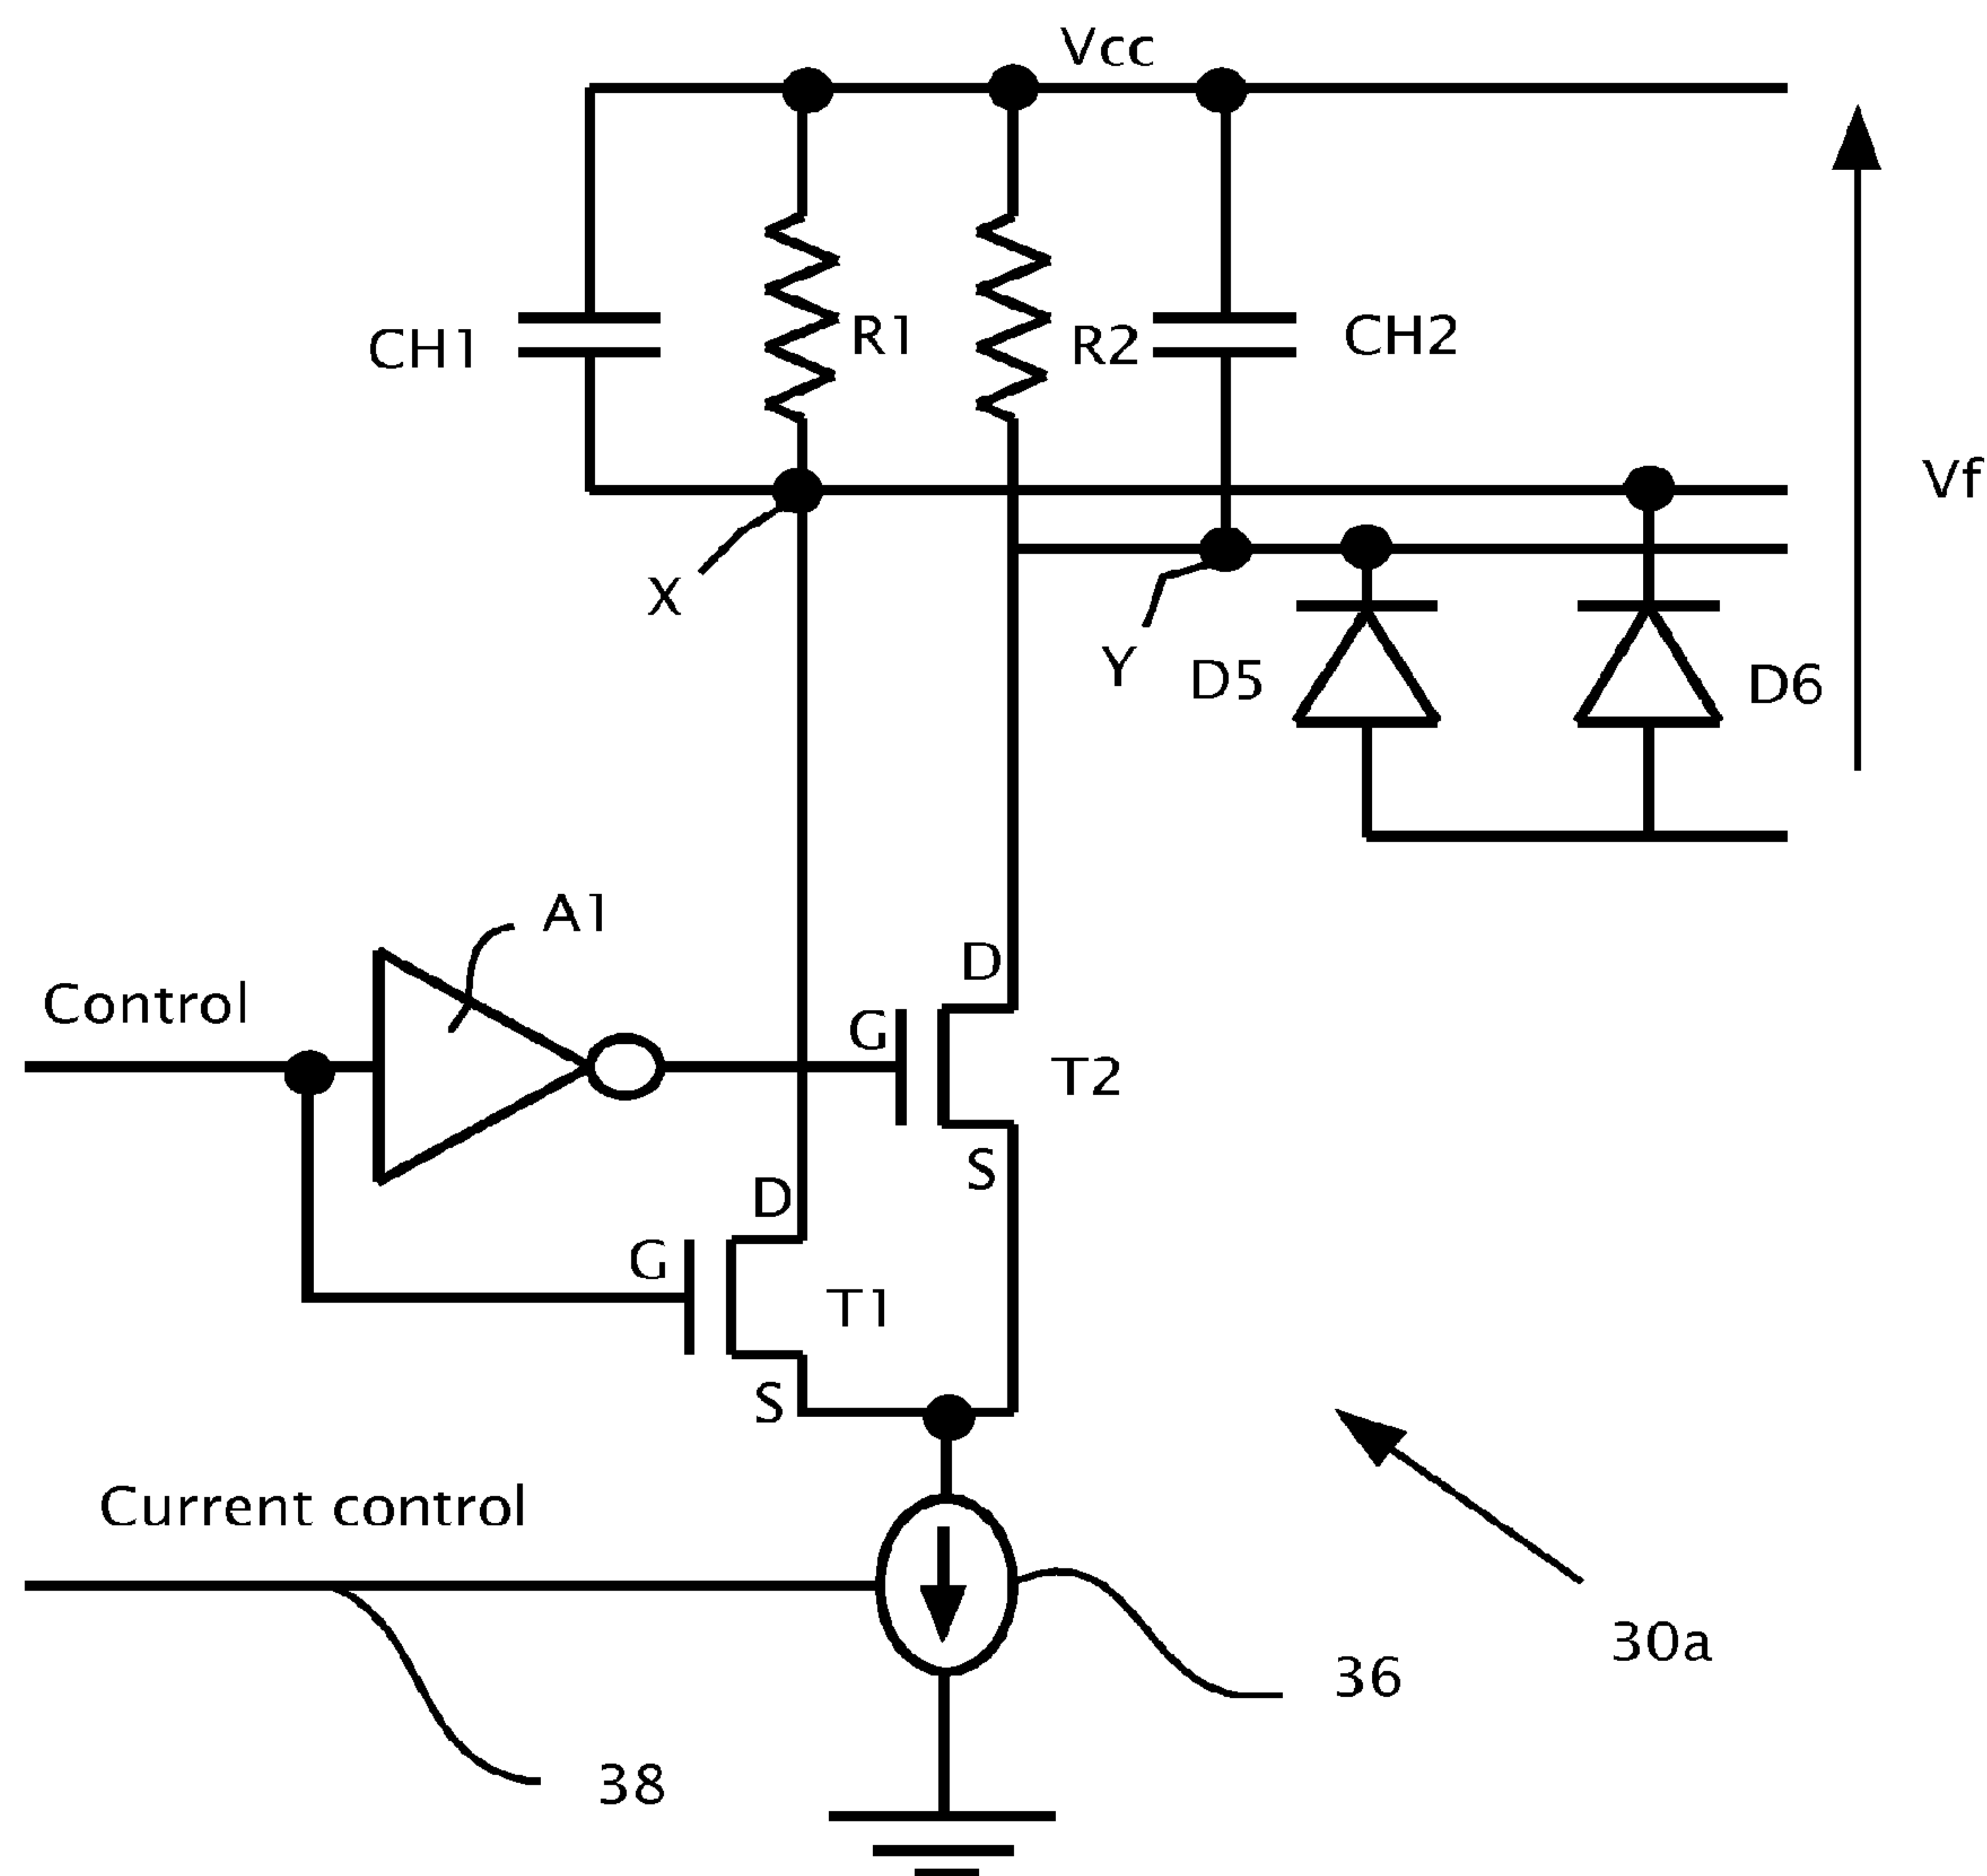 Vcc
CH1
R1
R2
CH2
Vf
X
Y
D5
D6
A1
Control
D
G
T2
S
D
G
T1
S
Current control
36
30a
38